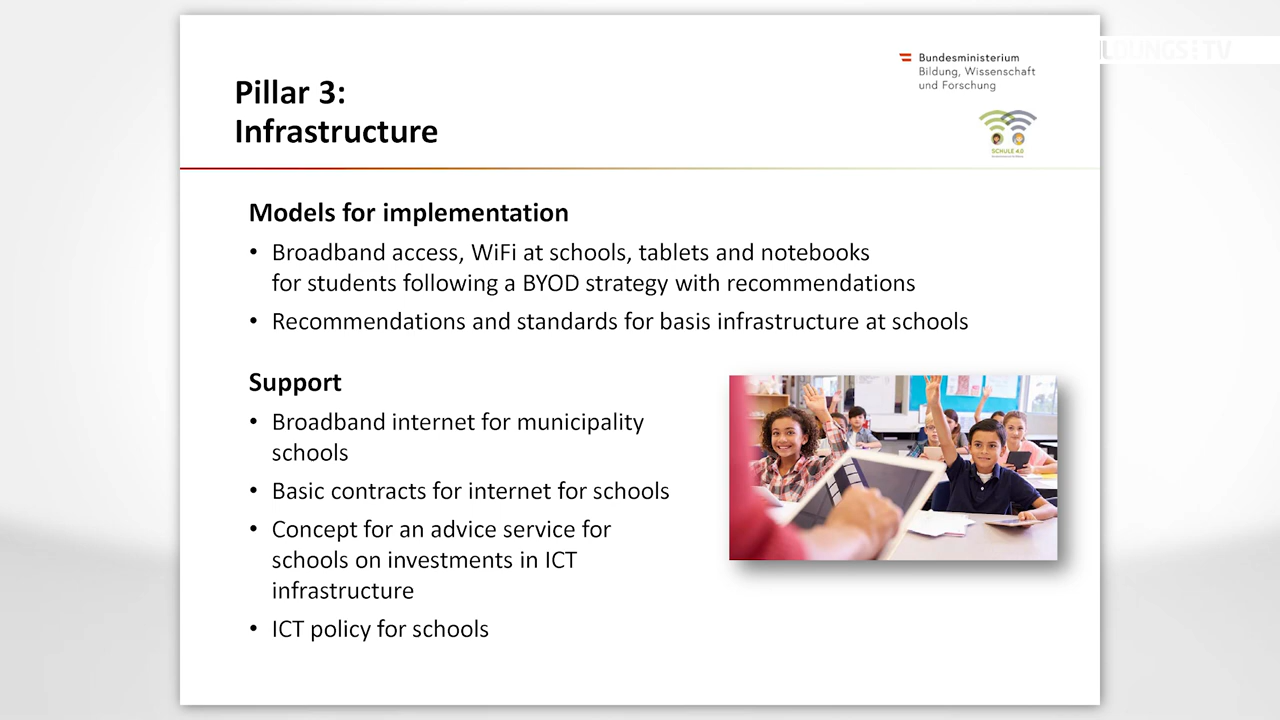 Bundesministerium
Bildung, Wissenschaft
und Forschung
Pillar 3:
Infrastructure
SCHULE 4.0
Models for implementation
• Broadband access, WiFi at schools, tablets and notebooks
for students following a BYOD strategy with recommendations
• Recommendations and standards for basis infrastructure at schools
Support
• Broadband internet for municipality
schools
• Basic contracts for internet for schools
• Concept for an advice service for
schools on investments in ICT
infrastructure
• ICT policy for schools